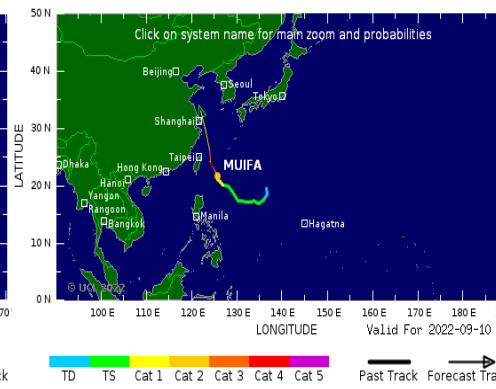 50 N
Click on system name for main zoom and probabilities
40 N
Beijing
Seoul
Tokyo
30 N
Shanghai
LATITUDE
Dhaka
Taipei
MUIFA
Hong Kong
20 N
Hanoi
Yangon
Rangoon
Manila
Bangkok
Hagatna
10 N
© UCL 2022
0 N
70
100 E 110 E 120 E 130 E 140 E 150 E 160 E 170 E 180 E
LONGITUDE
Valid For 2022-09-10
TD TS Cat 1 Cat 2 Cat 3 Cat 4 Cat 5
Past Track Forecast Tra